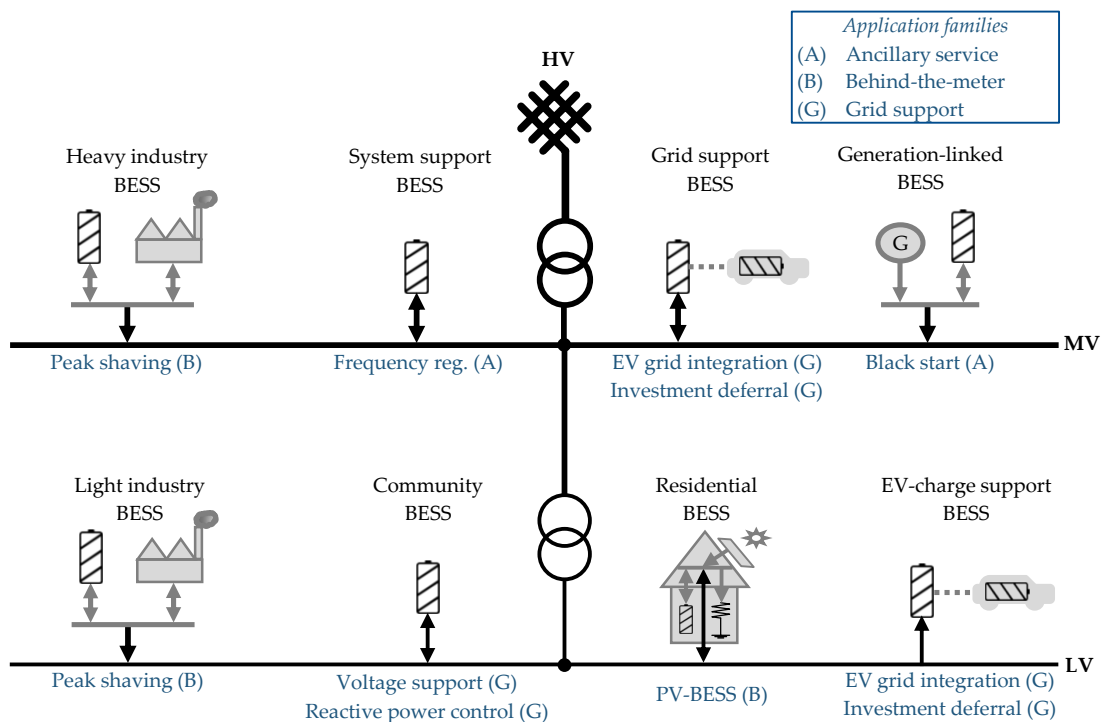 Application families
(A) Ancillary service
(B) Behind-the-meter
(G) Grid support
HV
Heavy industry
BESS
System support
BESS
Grid support
BESS
Generation-linked
BESS
G
MV
Peak shaving (B)
Frequency reg. (A)
EV grid integration (G)
Investment deferral (G)
Black start (A)
Light industry
BESS
Community
BESS
Residential
BESS
EV-charge support
BESS
LV
Peak shaving (B)
Voltage support (G)
Reactive power control (G)
PV-BESS (B)
EV grid integration (G)
Investment deferral (G)